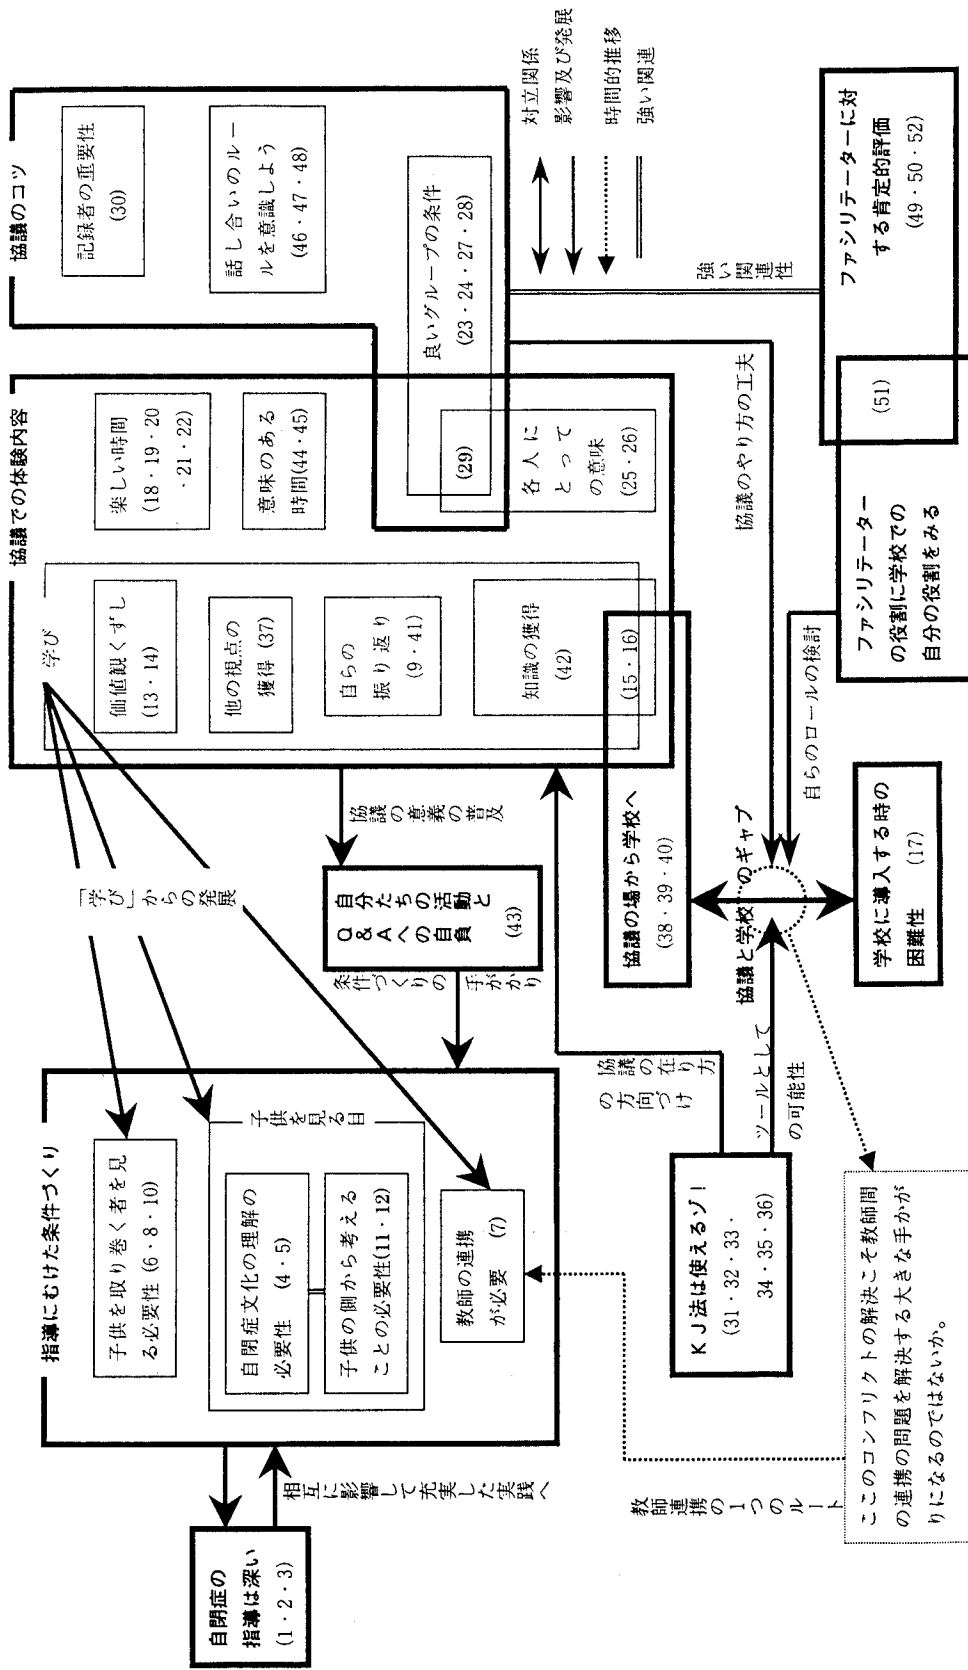 協議のコツ
記録者の重要性
(30)
話し合いのルー
ルを意識しよう
(46・47・48)
良いグループの条件
(23・24・27・28)
対立関係
影響及び発展
時間的推移
強い関連
協議での体験内容
楽しい時間
(18・19・20
・21・22)
意味のある
時間(44・45)
(29)
各人に
とって
の意味
(25・26)
学び
価値観くずし
(13・14)
他の視点の
獲得 (37)
自らの
振り返り
(9・41)
知識の獲得
(42)
(15・16)
強い関連性
ファシリテーターに対
する肯定的評価
(49・50・52)
(51)
ファシリテーター
の役割に学校での
自分の役割をみる
協議のやり方の工夫
自らのロールの検討
「学び」からの発展
協議の意義の普及
自分たちの活動と
Q&Aへの自負
(43)
条件づくりの手がかり
協議の場から学校へ
(38・39・40)
協議と学校のギャプ
学校に導入する時の
困難性 (17)
指導にむけた条件づくり
子供を取り巻く者を見
る必要性 (6・8・10)
子供を見る目
自閉症文化の理解の
必要性 (4・5)
子供の側から考える
ことの必要性(11・12)
教師の連携
が必要 (7)
協議の在り方
の方向づけ
ツールとして
の可能性
KJ法は使えるゾ!
(31・32・33・
34・35・36)
自閉症の
指導は深い
(1・2・3)
相互に影響して充実した実践へ
教師連携の1つのルート
ここのコンフリクトの解決こそ教師間
の連携の問題を解決する大きな手かが
りになるのではないか。